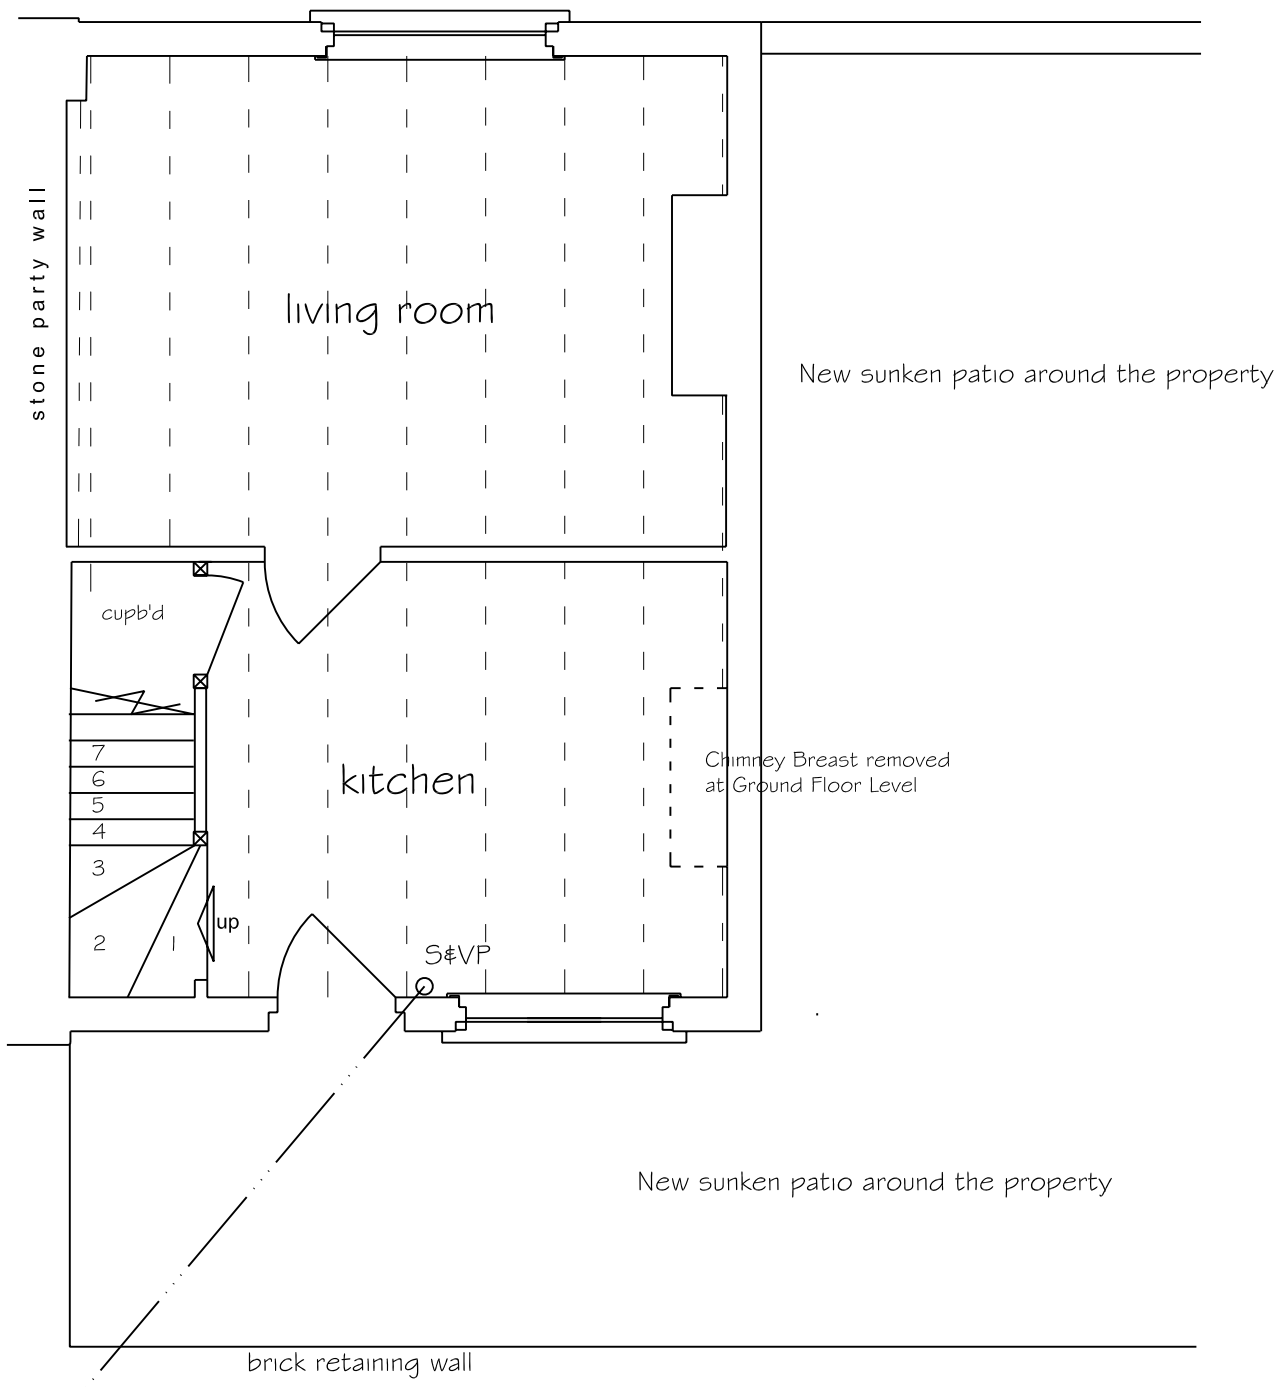 stone party wall
living room
New sunken patio around the property
cupb'd
kitchen
Chimney Breast removed
at Ground Floor Level
7
6
5
4
3
2
1
up
S&VP
New sunken patio around the property
brick retaining wall